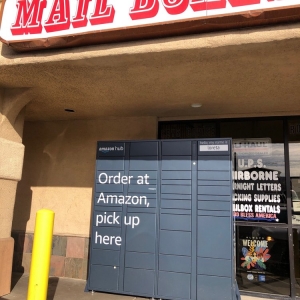 MAIL
amazon hub
Order at
Amazon,
pick up
here
U.P.S.
AIRBORNE
OVERNIGHT LETTERS
PACKING SUPPLIES
MAILBOX RENTALS
GOD BLESS AMERICA
WELCOME